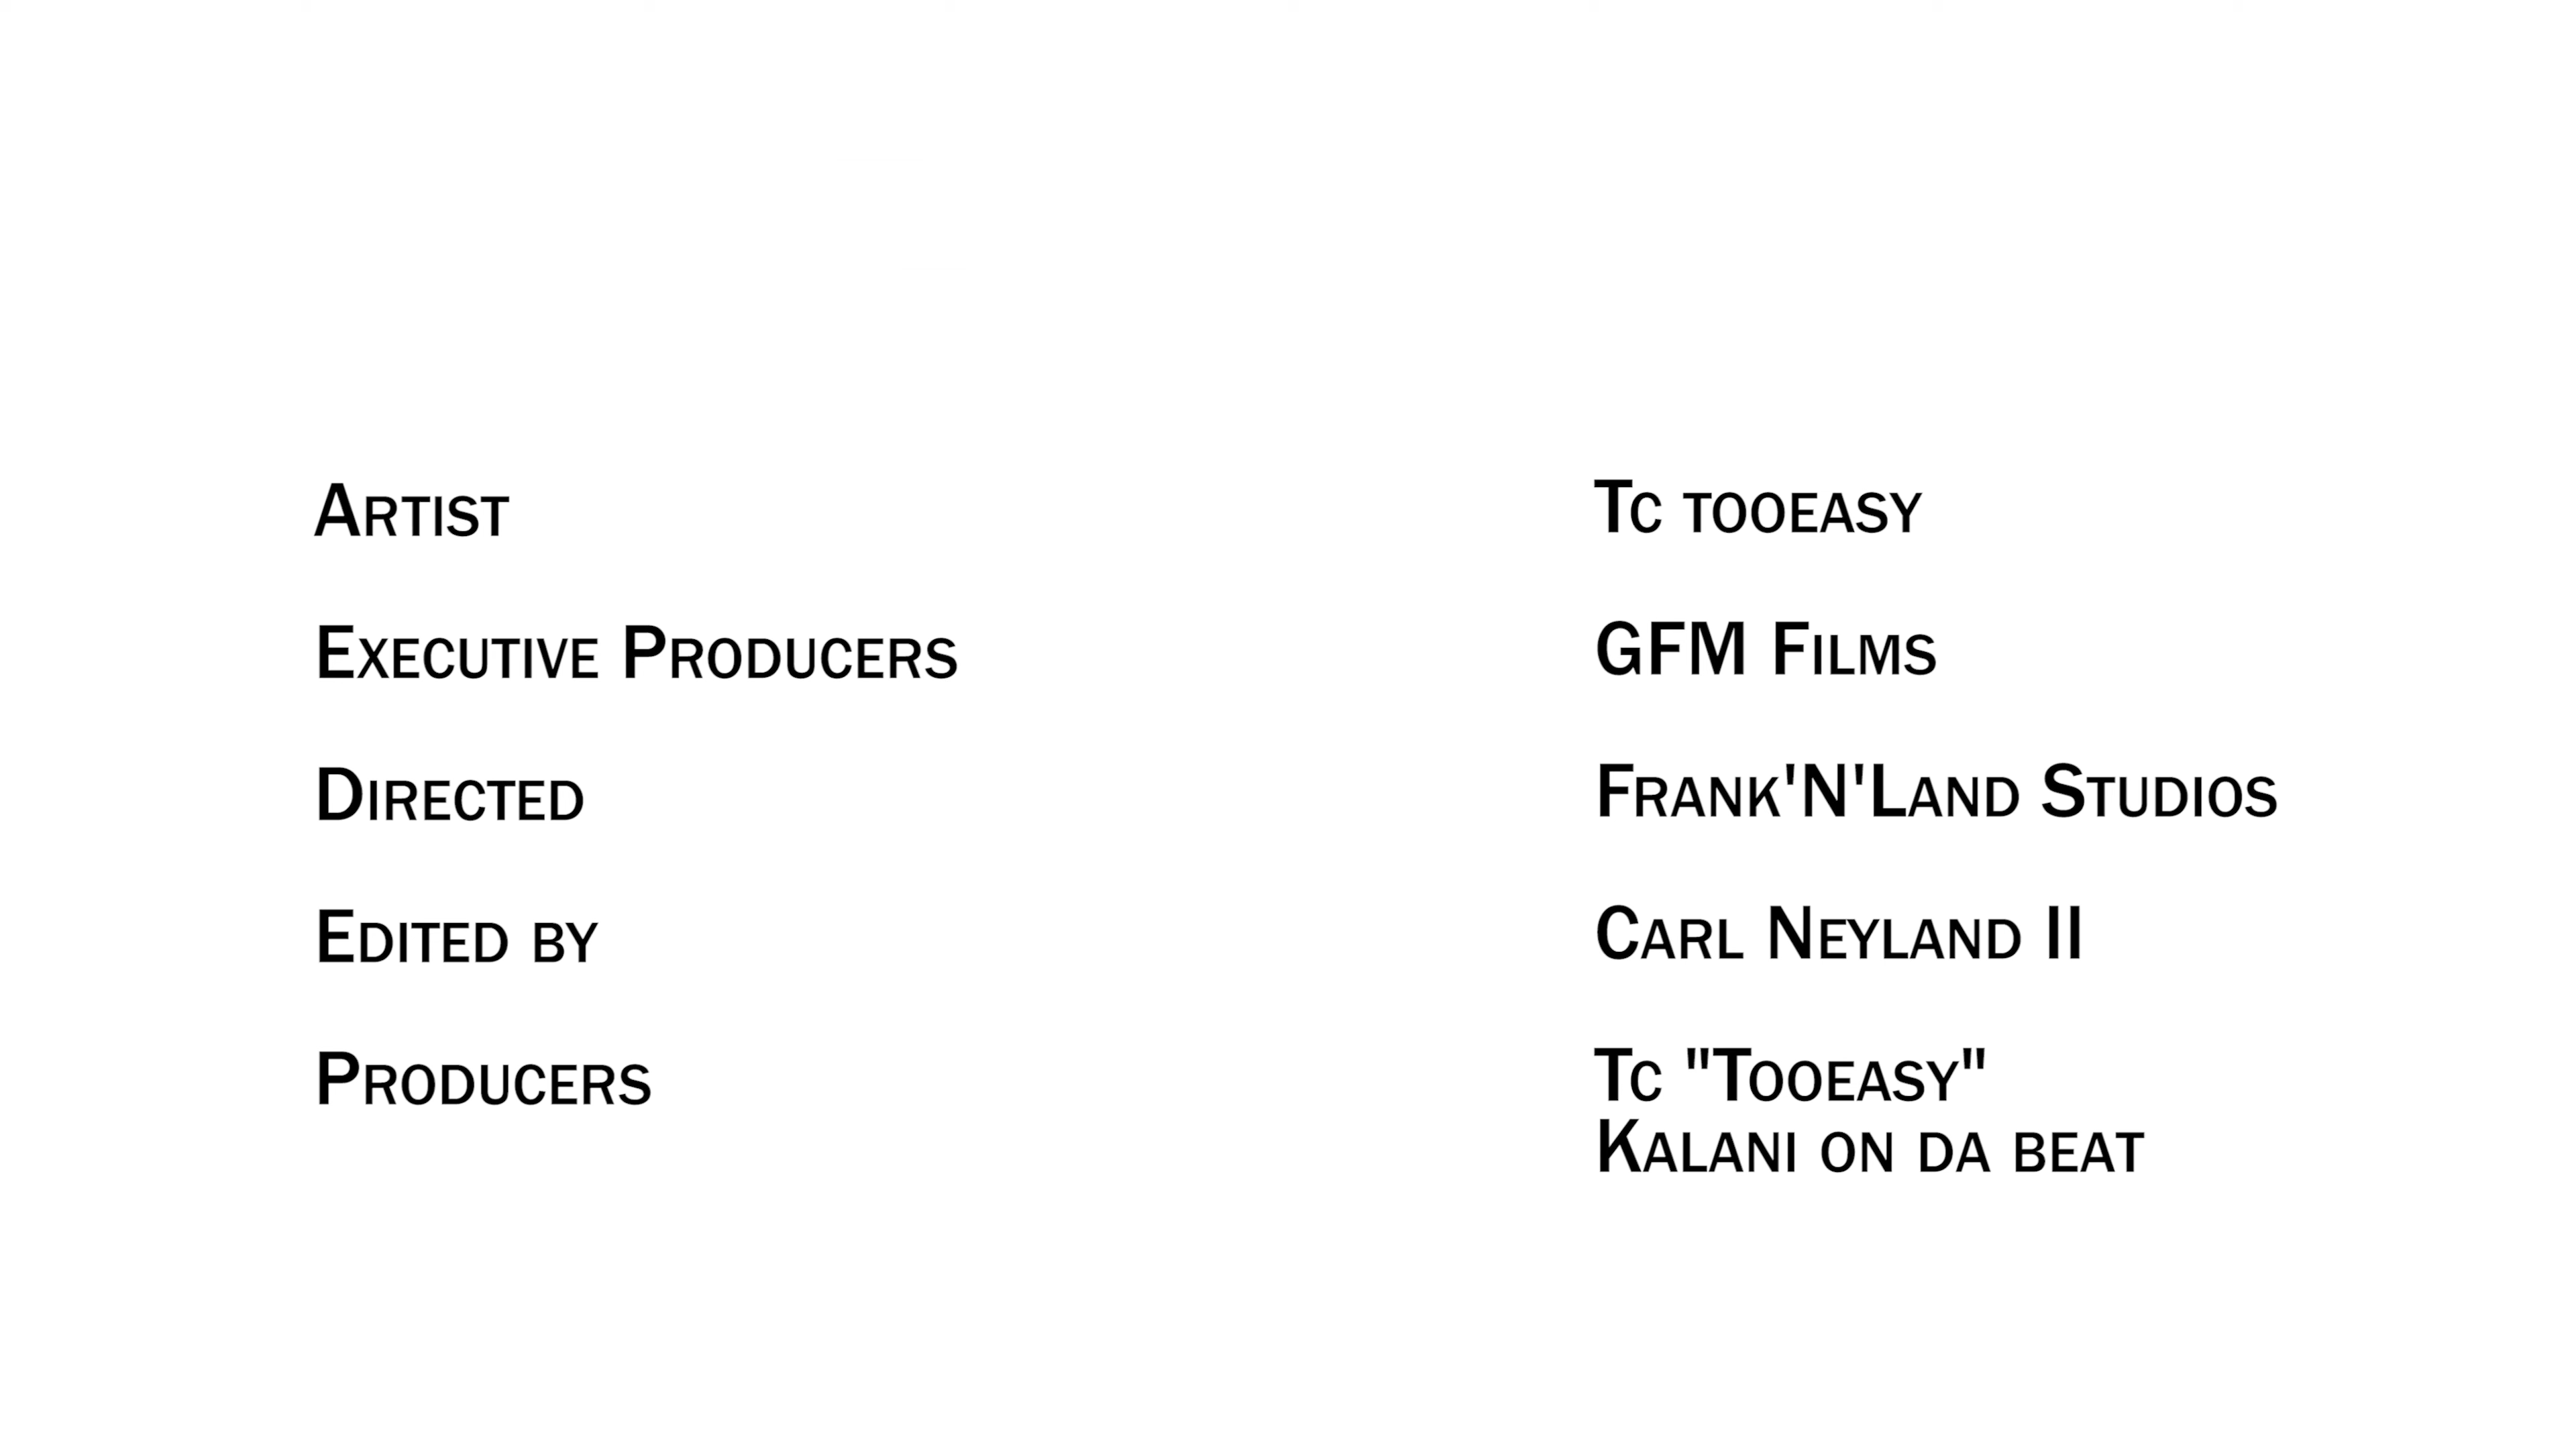 Artist Tc tooeasy
Executive Producers GFM Films
Directed Frank'N'Land Studios
Edited by Carl Neyland II
Producers Tc "Tooeasy"
Kalani on da beat